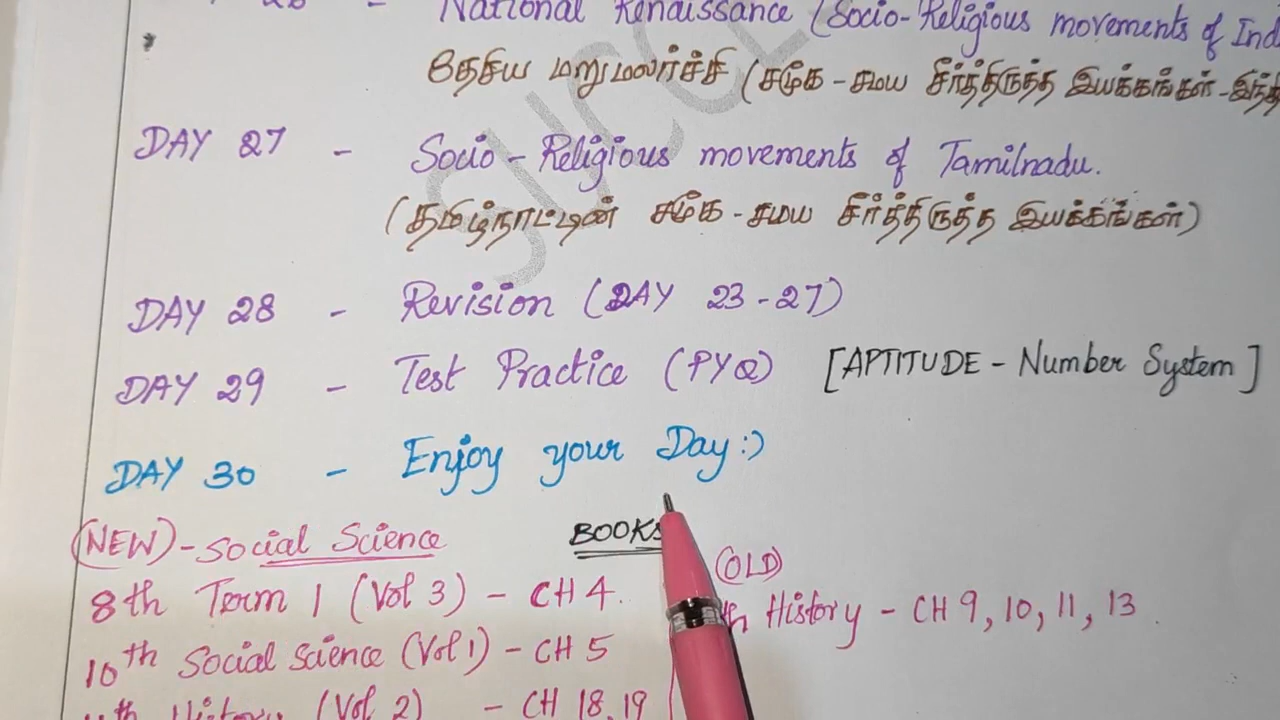 National Renaissance (Socio-Religious movements of Ind
தேசிய மறுமலர்ச்சி (சமூக - சமய சீர்த்திருத்த இயக்கங்கள் - இந்
DAY 27 - Socio - Religious movements of Tamilnadu.
(தமிழ்நாட்டின் சமூக - சமய சீர்த்திருத்த இயக்கங்கள்)
DAY 28 - Revision (DAY 23 - 27)
DAY 29 - Test Practice (PYQ) [APTITUDE - Number System]
DAY 30 - Enjoy your Day :)
(NEW) - Social Science
BOOKS
(OLD)
8th Term 1 (Vol 3) - CH 4.
th History - CH 9, 10, 11, 13
10th Social Science (Vol 1) - CH 5
th History (Vol 2) - CH 18, 19